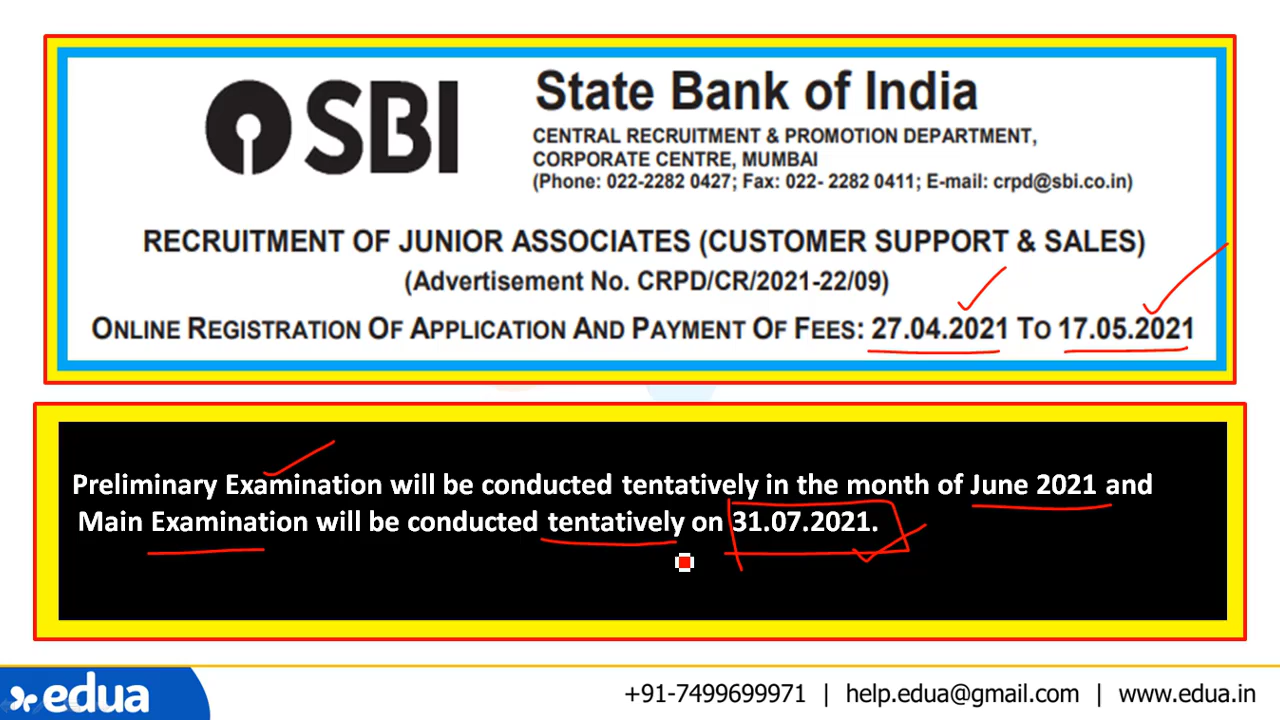 SBI
State Bank of India
CENTRAL RECRUITMENT & PROMOTION DEPARTMENT,
CORPORATE CENTRE, MUMBAI
(Phone: 022-2282 0427; Fax: 022- 2282 0411; E-mail: crpd@sbi.co.in)
RECRUITMENT OF JUNIOR ASSOCIATES (CUSTOMER SUPPORT & SALES)
(Advertisement No. CRPD/CR/2021-22/09)
ONLINE REGISTRATION OF APPLICATION AND PAYMENT OF FEES: 27.04.2021 TO 17.05.2021
Preliminary Examination will be conducted tentatively in the month of June 2021 and
Main Examination will be conducted tentatively on 31.07.2021.
edua
+91-7499699971 | help.edua@gmail.com | www.edua.in